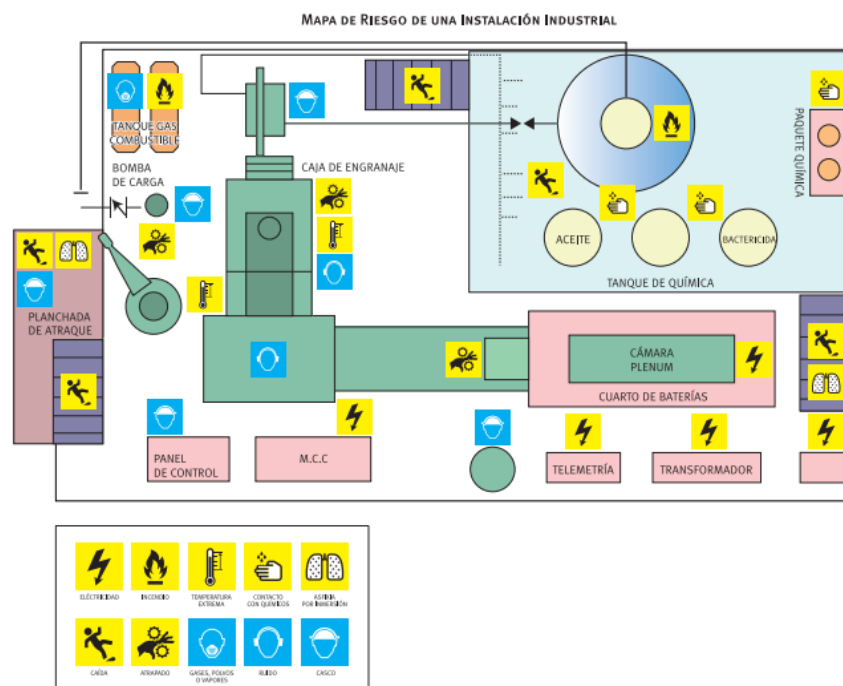 MAPA DE RIESGO DE UNA INSTALACIÓN INDUSTRIAL
TANQUE GAS
COMBUSTIBLE
BOMBA
DE CARGA
CAJA DE ENGRANAJE
PAQUETE QUÍMICA
ACEITE
BACTERICIDA
TANQUE DE QUÍMICA
PLANCHADA
DE ATRAQUE
CÁMARA
PLENUM
CUARTO DE BATERÍAS
PANEL
DE CONTROL
M.C.C
TELEMETRÍA
TRANSFORMADOR
ELÉCTRICIDAD
INCENDIO
TEMPERATURA
EXTREMA
CONTACTO
CON QUÍMICOS
ASFIXIA
POR INMERSIÓN
CAÍDA
ATRAPADO
GASES, POLVOS
O VAPORES
RUÍDO
CASCO